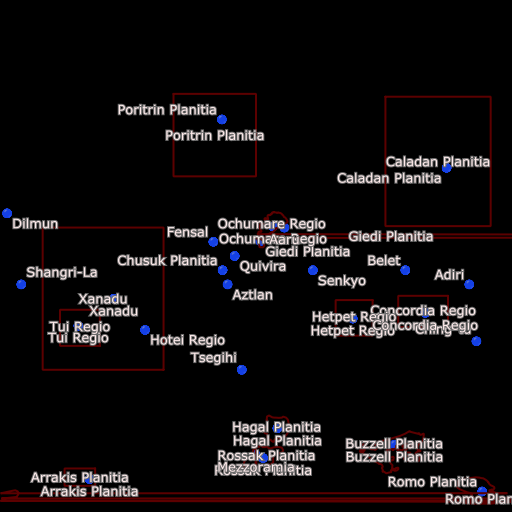 Poritrin Planitia
Poritrin Planitia
Caladan Planitia
Caladan Planitia
Dilmun
Ochumare Regio
Fensal
Ochumare Regio
Aaru
Giedi Planitia
Giedi Planitia
Chusuk Planitia
Quivira
Belet
Shangri-La
Senkyo
Adiri
Aztlan
Xanadu
Xanadu
Hetpet Regio
Concordia Regio
Tui Regio
Concordia Regio
Hetpet Regio
Tui Regio
Hotei Regio
Tsegihi
Hagal Planitia
Hagal Planitia
Buzzell Planitia
Rossak Planitia
Buzzell Planitia
Mezzoramia
Rossak Planitia
Arrakis Planitia
Romo Planitia
Arrakis Planitia
Romo Plan